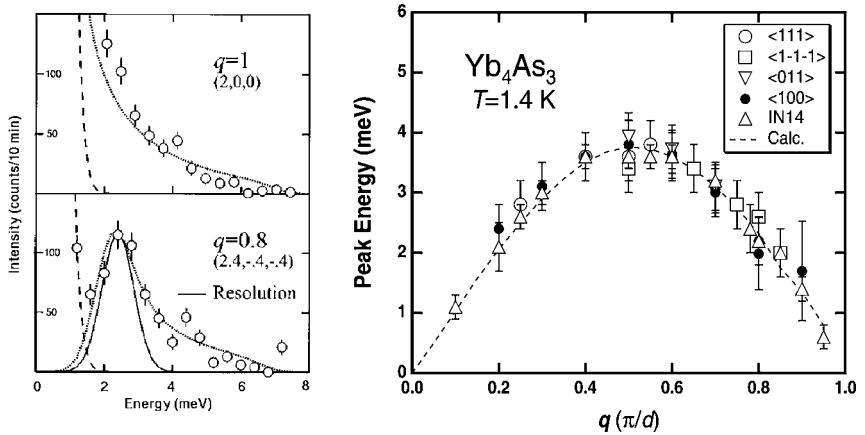 Intensity (counts/10 min)
100
50
q=1
(2,0,0)
100
50
q=0.8
(2.4,-.4,-.4)
Resolution
0 2 4 6 8
Energy (meV)
Peak Energy (meV)
6
5
4
3
2
1
0
Yb4As3
T=1.4 K
<111>
<1-1-1>
<011>
<100>
IN14
Calc.
0.0 0.2 0.4 0.6 0.8 1.0
q (π/d)